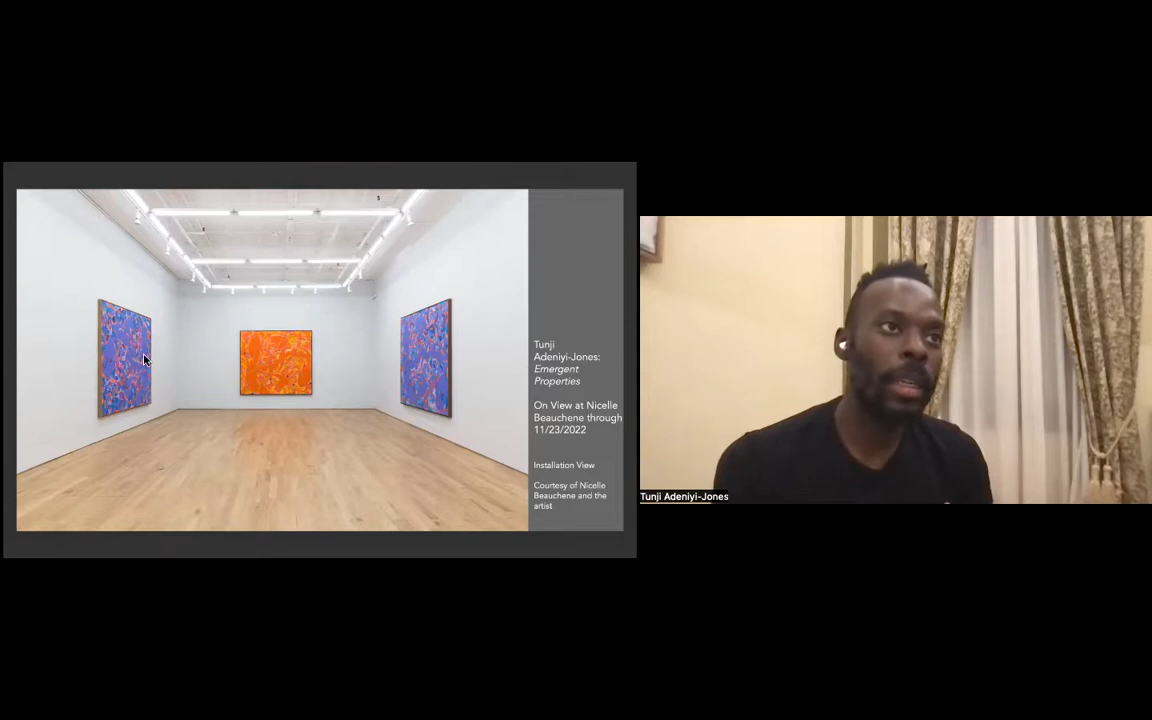 Tunji
Adeniyi-Jones:
Emergent
Properties
On View at Nicelle
Beauchene through
11/23/2022
Installation View
Courtesy of Nicelle
Beauchene and the
artist
Tunji Adeniyi-Jones